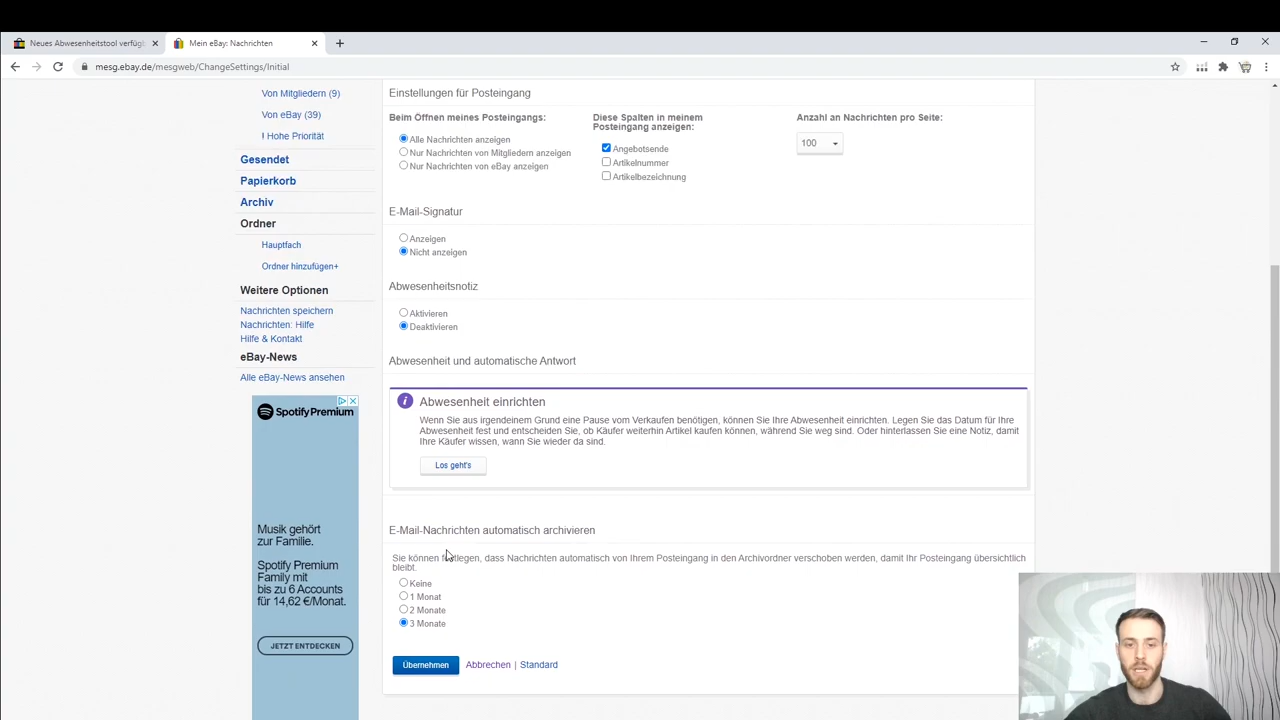 Neues Abwesenheitstool verfügb
Mein eBay: Nachrichten
mesg.ebay.de/mesgweb/ChangeSettings/Initial
Von Mitgliedern (9)
Von eBay (39)
! Hohe Priorität
Gesendet
Papierkorb
Archiv
Ordner
Hauptfach
Ordner hinzufügen+
Weitere Optionen
Nachrichten speichern
Nachrichten: Hilfe
Hilfe & Kontakt
eBay-News
Alle eBay-News ansehen
Spotify Premium
Musik gehört
zur Familie.
Spotify Premium
Family mit
bis zu 6 Accounts
für 14,62 €/Monat.
JETZT ENTDECKEN
Einstellungen für Posteingang
Beim Öffnen meines Posteingangs:
Alle Nachrichten anzeigen
Nur Nachrichten von Mitgliedern anzeigen
Nur Nachrichten von eBay anzeigen
Diese Spalten in meinem
Posteingang anzeigen:
Angebotsende
Artikelnummer
Artikelbezeichnung
Anzahl an Nachrichten pro Seite:
100
E-Mail-Signatur
Anzeigen
Nicht anzeigen
Abwesenheitsnotiz
Aktivieren
Deaktivieren
Abwesenheit und automatische Antwort
Abwesenheit einrichten
Wenn Sie aus irgendeinem Grund eine Pause vom Verkaufen benötigen, können Sie Ihre Abwesenheit einrichten. Legen Sie das Datum für Ihre
Abwesenheit fest und entscheiden Sie, ob Käufer weiterhin Artikel kaufen können, während Sie weg sind. Oder hinterlassen Sie eine Notiz, damit
Ihre Käufer wissen, wann Sie wieder da sind.
Los geht's
E-Mail-Nachrichten automatisch archivieren
Sie können festlegen, dass Nachrichten automatisch von Ihrem Posteingang in den Archivordner verschoben werden, damit Ihr Posteingang übersichtlich
bleibt.
Keine
1 Monat
2 Monate
3 Monate
Übernehmen Abbrechen | Standard